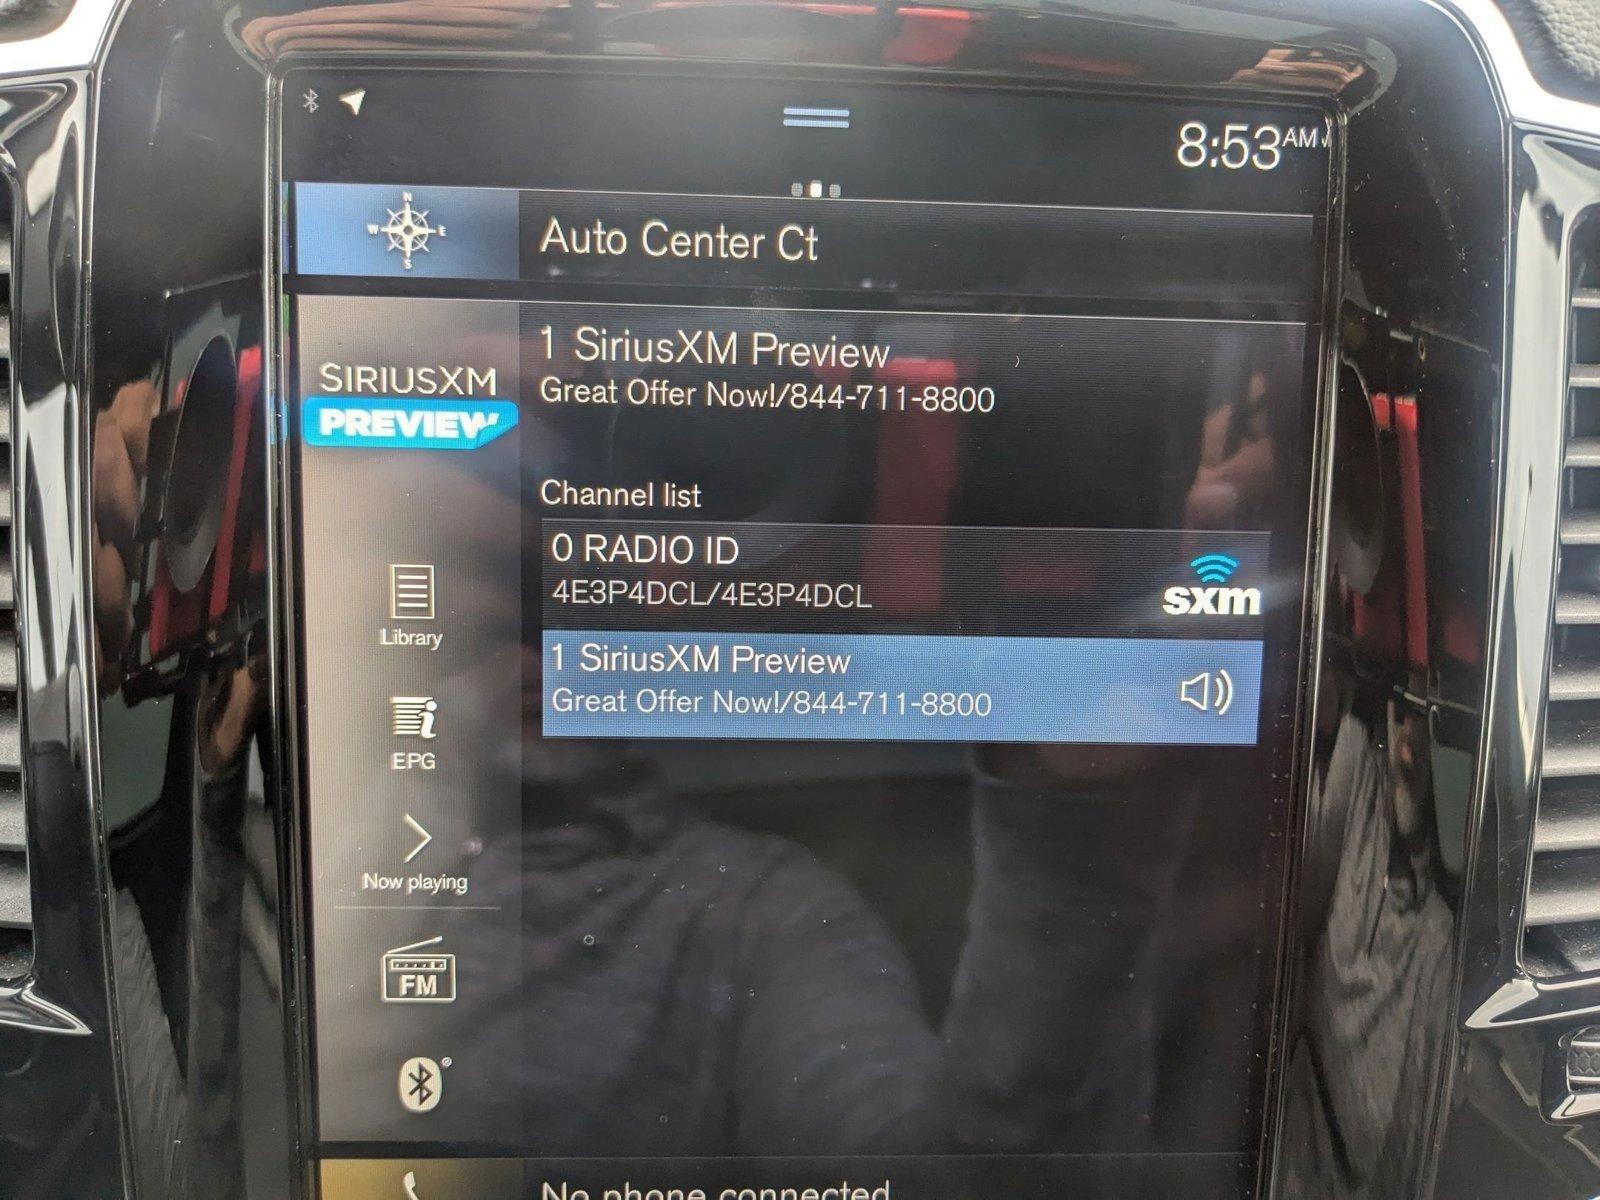 8:53 AM
N
W E
S
Auto Center Ct
SIRIUSXM
PREVIEW
1 SiriusXM Preview
Great Offer Now!/844-711-8800
Channel list
0 RADIO ID
4E3P4DCL/4E3P4DCL
sxm
1 SiriusXM Preview
Great Offer Now!/844-711-8800
Library
EPG
Now playing
FM
No phone connected